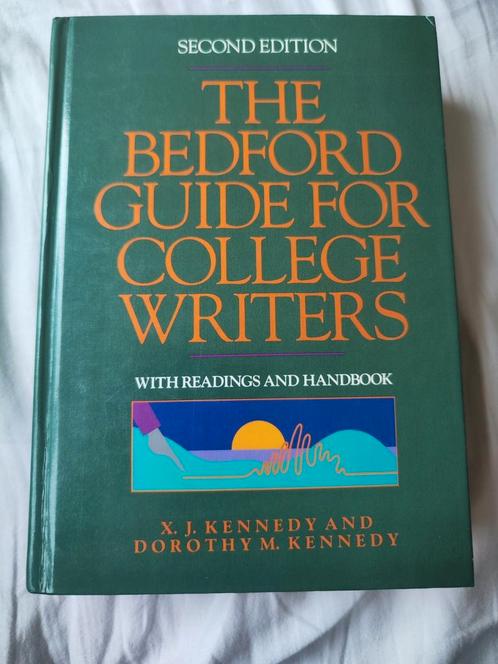 SECOND EDITION
THE
BEDFORD
GUIDE FOR
COLLEGE
WRITERS
WITH READINGS AND HANDBOOK
X. J. KENNEDY AND
DOROTHY M. KENNEDY